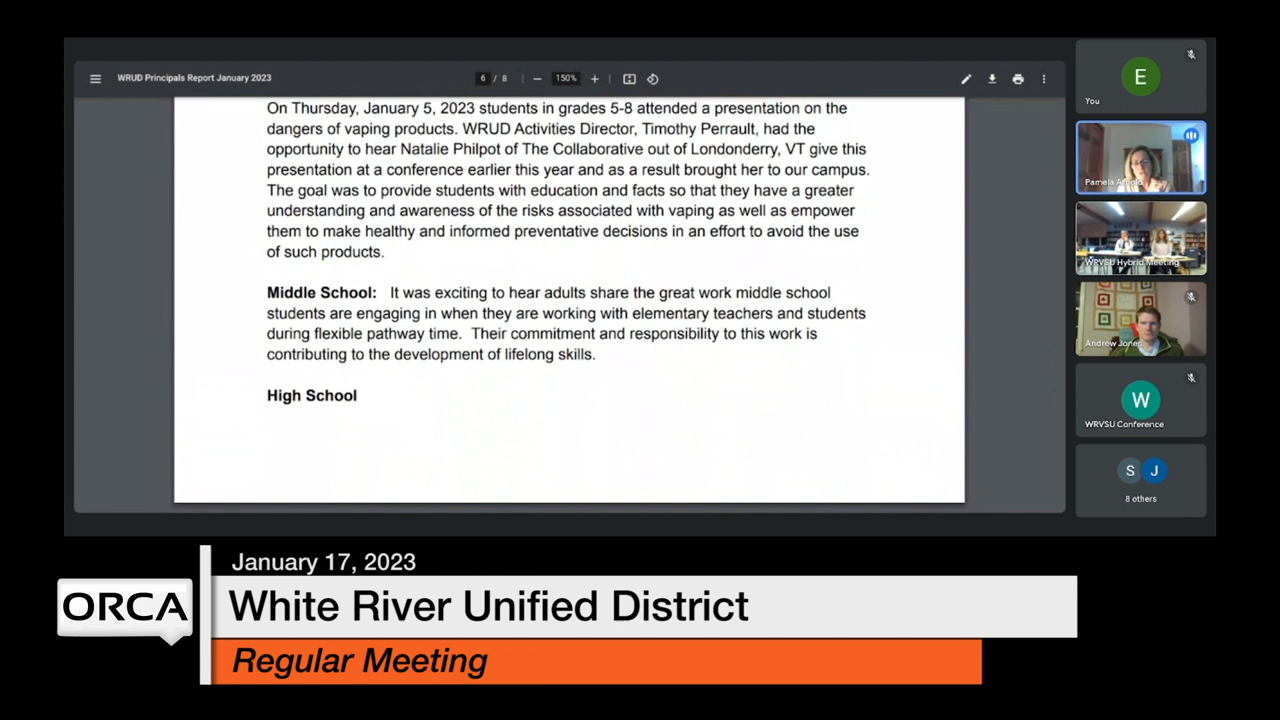 WRUD Principals Report January 2023
6 / 8
150%
On Thursday, January 5, 2023 students in grades 5-8 attended a presentation on the
dangers of vaping products. WRUD Activities Director, Timothy Perrault, had the
opportunity to hear Natalie Philpot of The Collaborative out of Londonderry, VT give this
presentation at a conference earlier this year and as a result brought her to our campus.
The goal was to provide students with education and facts so that they have a greater
understanding and awareness of the risks associated with vaping as well as empower
them to make healthy and informed preventative decisions in an effort to avoid the use
of such products.
Middle School: It was exciting to hear adults share the great work middle school
students are engaging in when they are working with elementary teachers and students
during flexible pathway time. Their commitment and responsibility to this work is
contributing to the development of lifelong skills.
High School
E
You
Pamela Arnold
WRVSU Hybrid Meeting
Andrew Jones
W
WRVSU Conference
S J
8 others
January 17, 2023
ORCA
White River Unified District
Regular Meeting